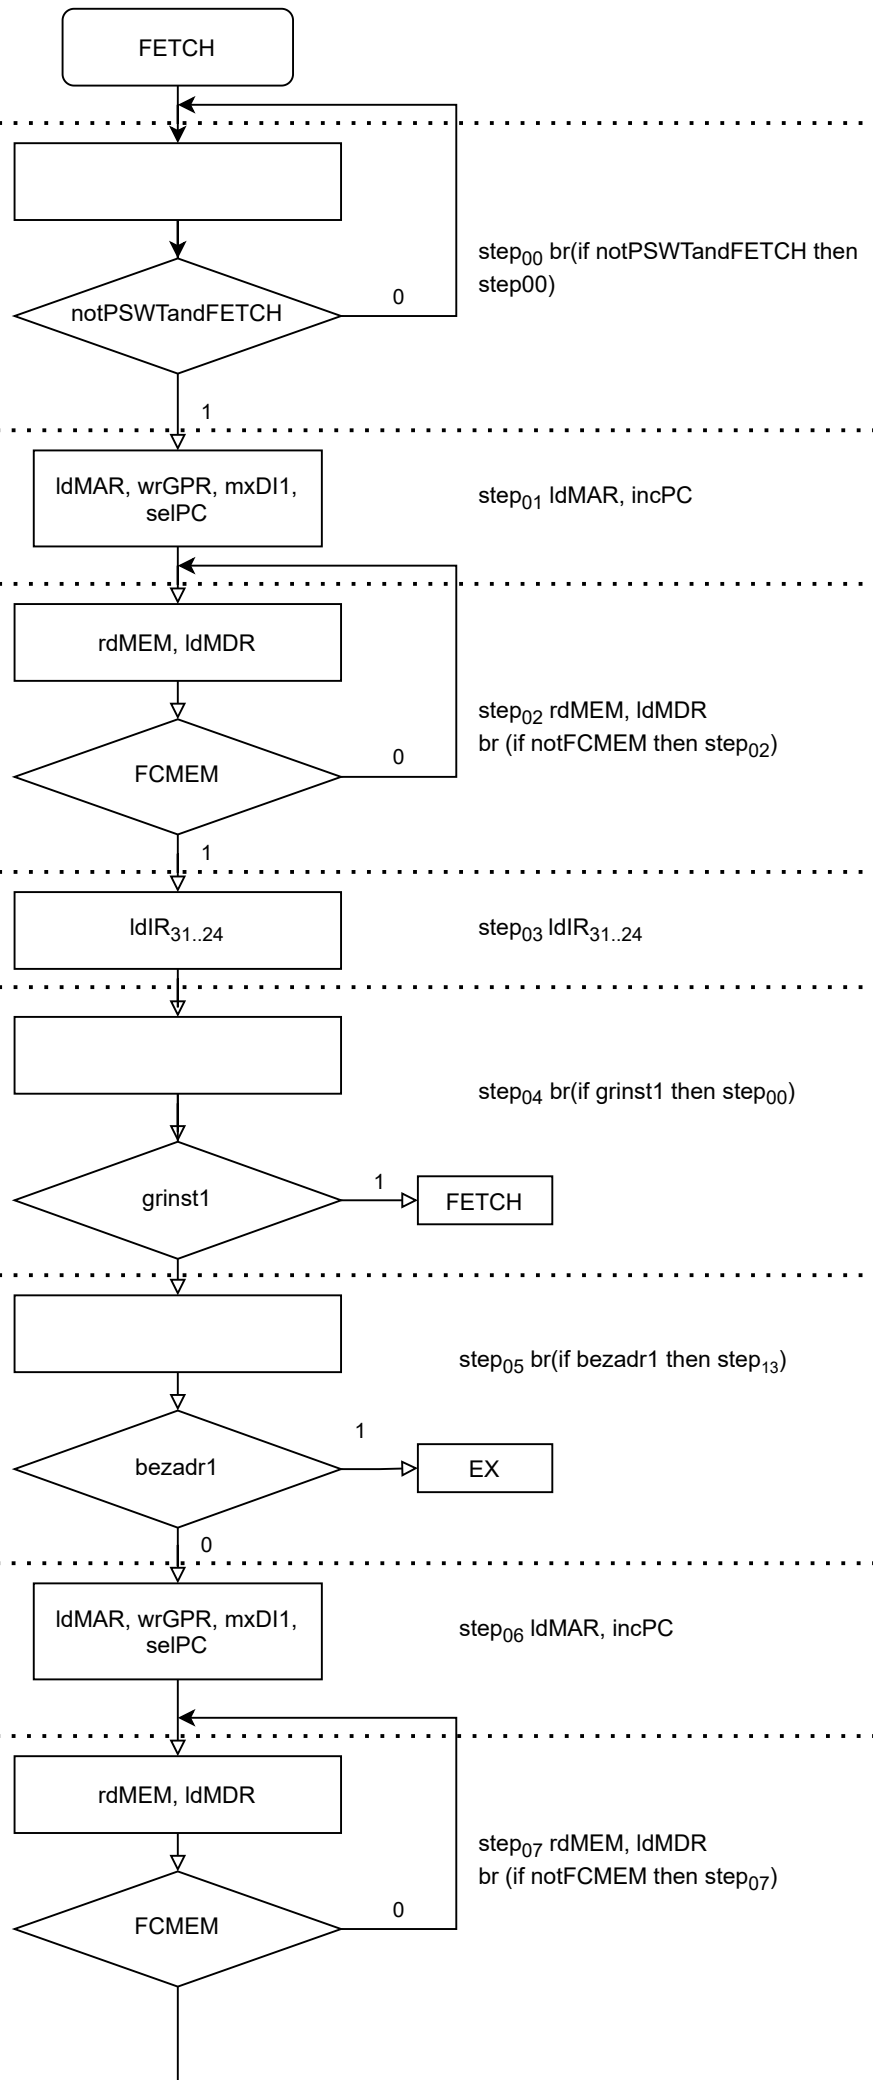 FETCH
notPSWTandFETCH
0
step00 br(if notPSWTandFETCH then
step00)
1
ldMAR, wrGPR, mxDI1,
selPC
step01 ldMAR, incPC
rdMEM, ldMDR
FCMEM
0
step02 rdMEM, ldMDR
br (if notFCMEM then step02)
1
ldIR31..24
step03 ldIR31..24
step04 br(if grinst1 then step00)
grinst1
1
FETCH
step05 br(if bezadr1 then step13)
bezadr1
1
EX
0
ldMAR, wrGPR, mxDI1,
selPC
step06 ldMAR, incPC
rdMEM, ldMDR
step07 rdMEM, ldMDR
br (if notFCMEM then step07)
FCMEM
0